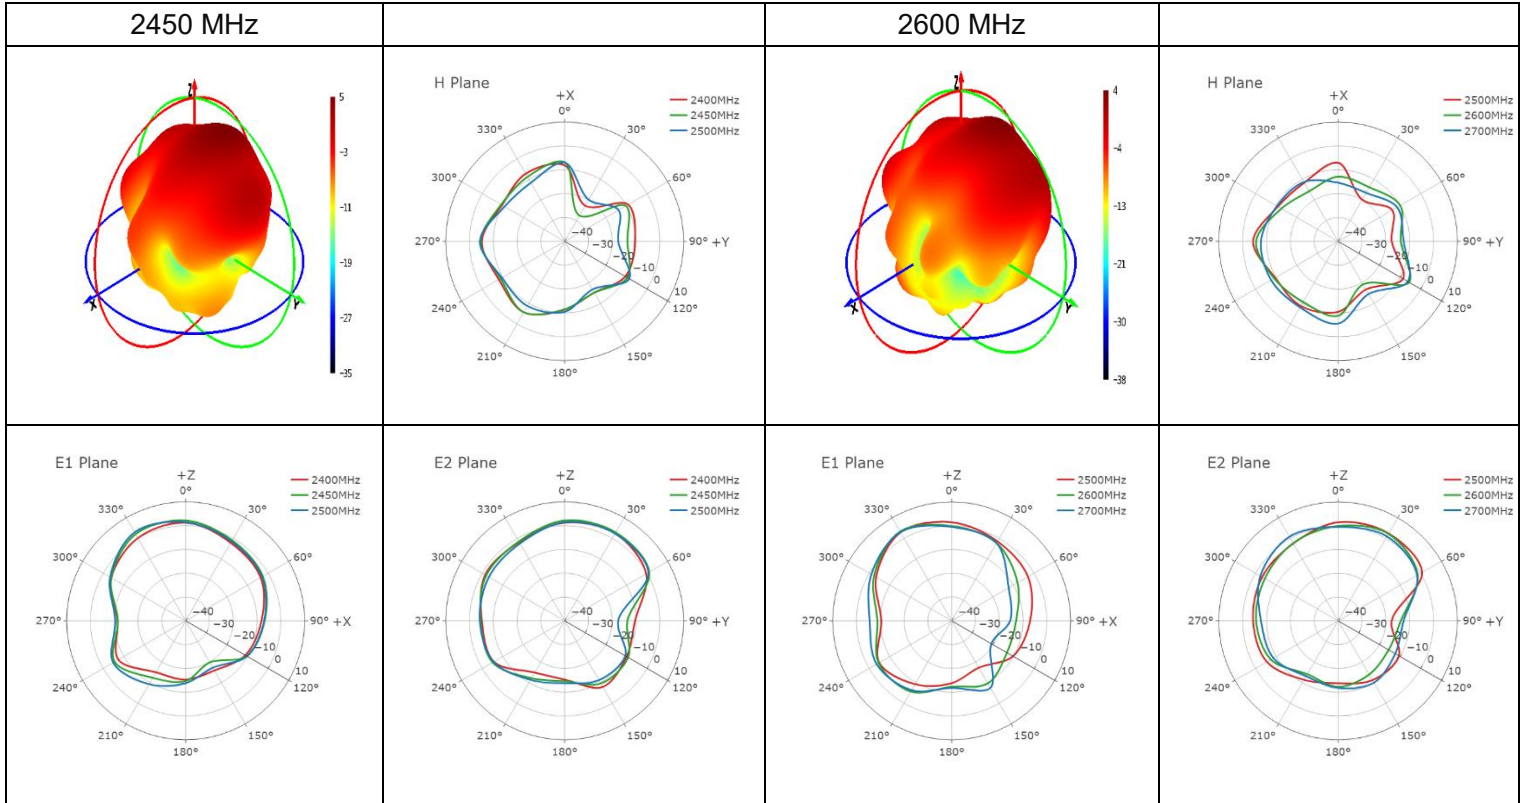 2450 MHz
2600 MHz
Z
X
Y
5
-3
-11
-19
-27
-35
H Plane
+X
0°
30°
60°
90° +Y
120°
150°
180°
210°
240°
270°
300°
330°
−40
−30
−20
−10
0
10
2400MHz
2450MHz
2500MHz
Z
X
Y
4
-4
-13
-21
-30
-38
H Plane
+X
0°
30°
60°
90° +Y
120°
150°
180°
210°
240°
270°
300°
330°
−40
−30
−20
−10
0
10
2500MHz
2600MHz
2700MHz
E1 Plane
+Z
0°
30°
60°
90° +X
120°
150°
180°
210°
240°
270°
300°
330°
−40
−30
−20
−10
0
10
2400MHz
2450MHz
2500MHz
E2 Plane
+Z
0°
30°
60°
90° +Y
120°
150°
180°
210°
240°
270°
300°
330°
−40
−30
−20
−10
0
10
2400MHz
2450MHz
2500MHz
E1 Plane
+Z
0°
30°
60°
90° +X
120°
150°
180°
210°
240°
270°
300°
330°
−40
−30
−20
−10
0
10
2500MHz
2600MHz
2700MHz
E2 Plane
+Z
0°
30°
60°
90° +Y
120°
150°
180°
210°
240°
270°
300°
330°
−40
−30
−20
−10
0
10
2500MHz
2600MHz
2700MHz